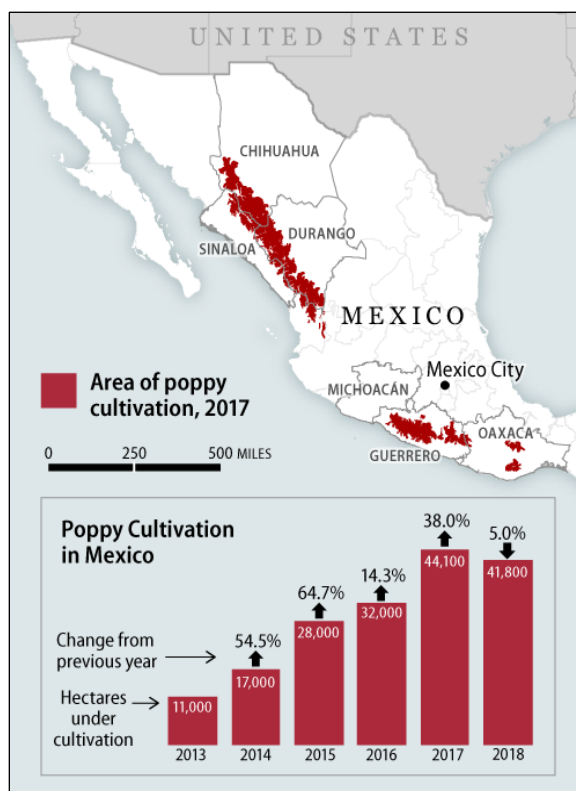 UNITED STATES
CHIHUAHUA
DURANGO
SINALOA
MEXICO
Mexico City
MICHOACÁN
OAXACA
GUERRERO
Area of poppy
cultivation, 2017
0 250 500 MILES
Poppy Cultivation
in Mexico
Change from
previous year
Hectares
under
cultivation
54.5%
64.7%
14.3%
38.0%
5.0%
11,000
17,000
28,000
32,000
44,100
41,800
2013 2014 2015 2016 2017 2018